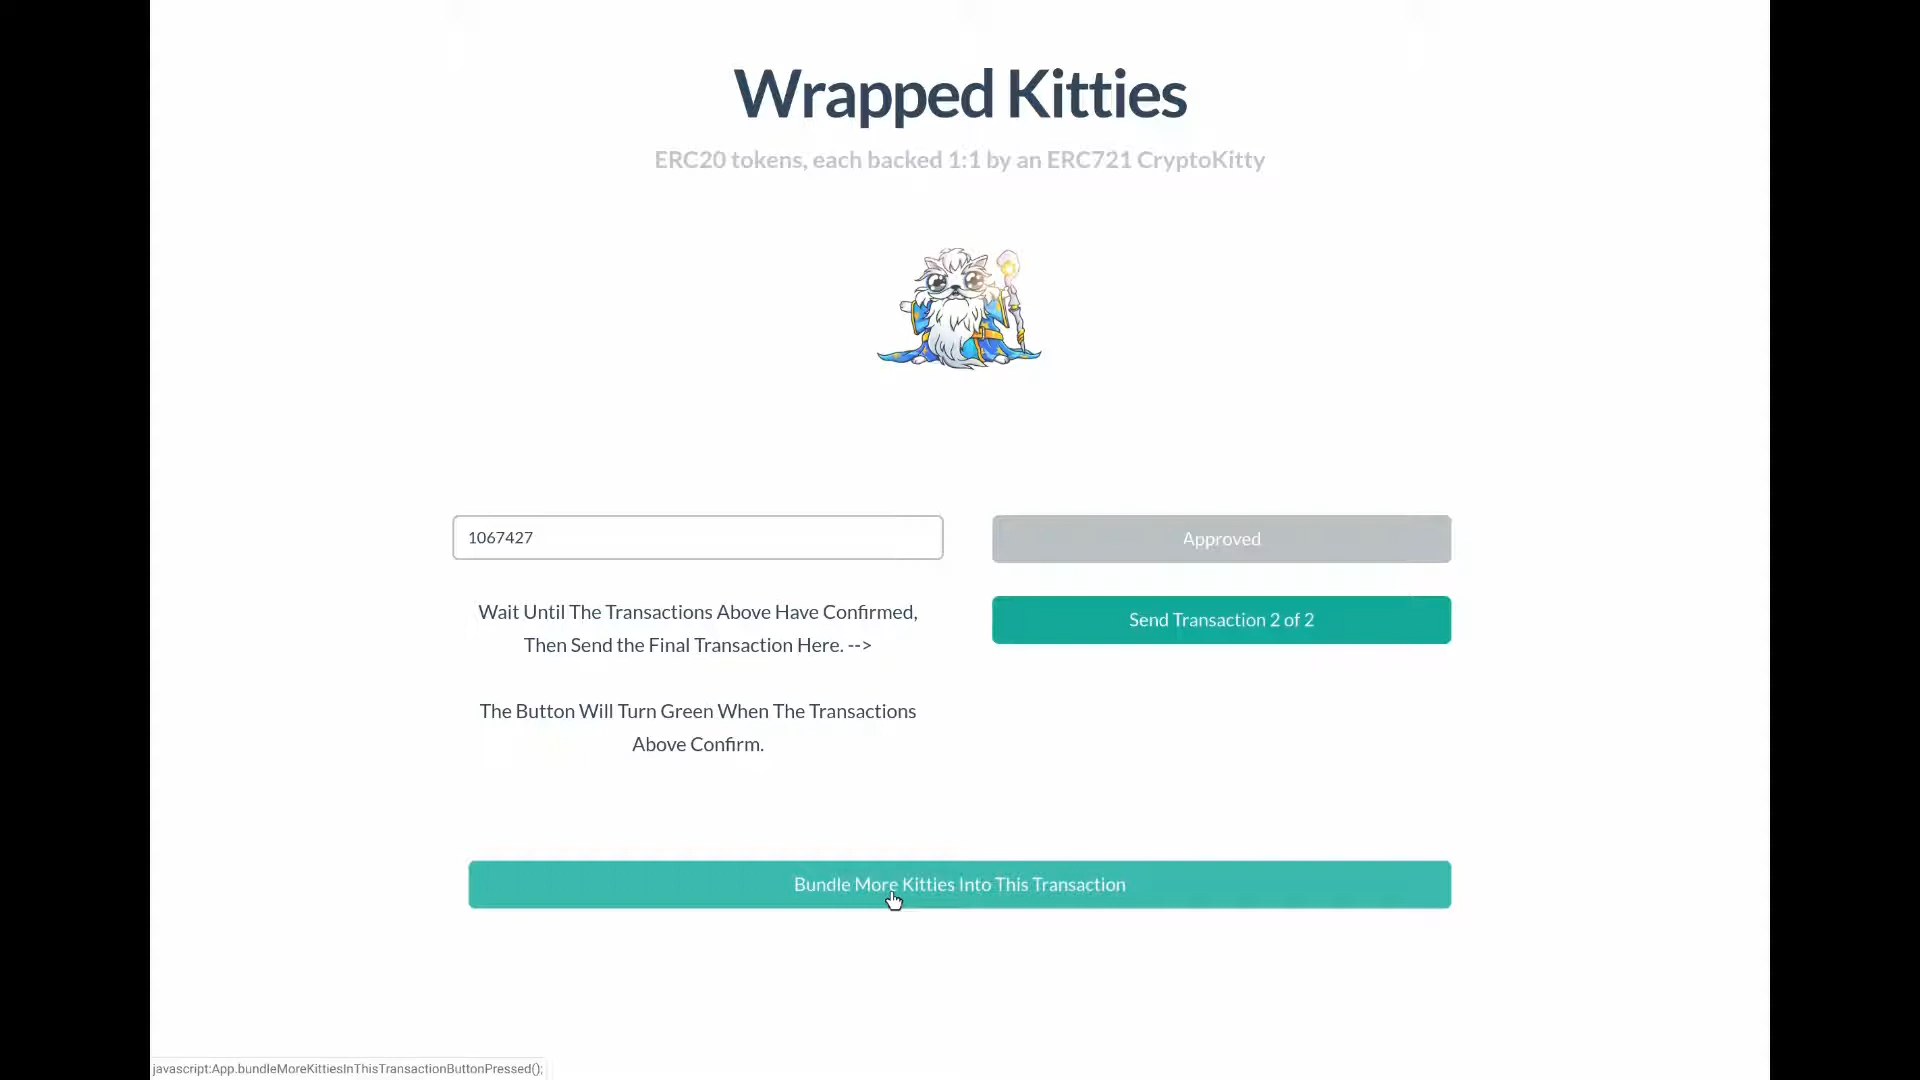 Wrapped Kitties
ERC20 tokens, each backed 1:1 by an ERC721 CryptoKitty
1067427
Approved
Wait Until The Transactions Above Have Confirmed,
Then Send the Final Transaction Here. -->
Send Transaction 2 of 2
The Button Will Turn Green When The Transactions
Above Confirm.
Bundle More Kitties Into This Transaction
javascript:App.bundleMoreKittiesInThisTransactionButtonPressed();